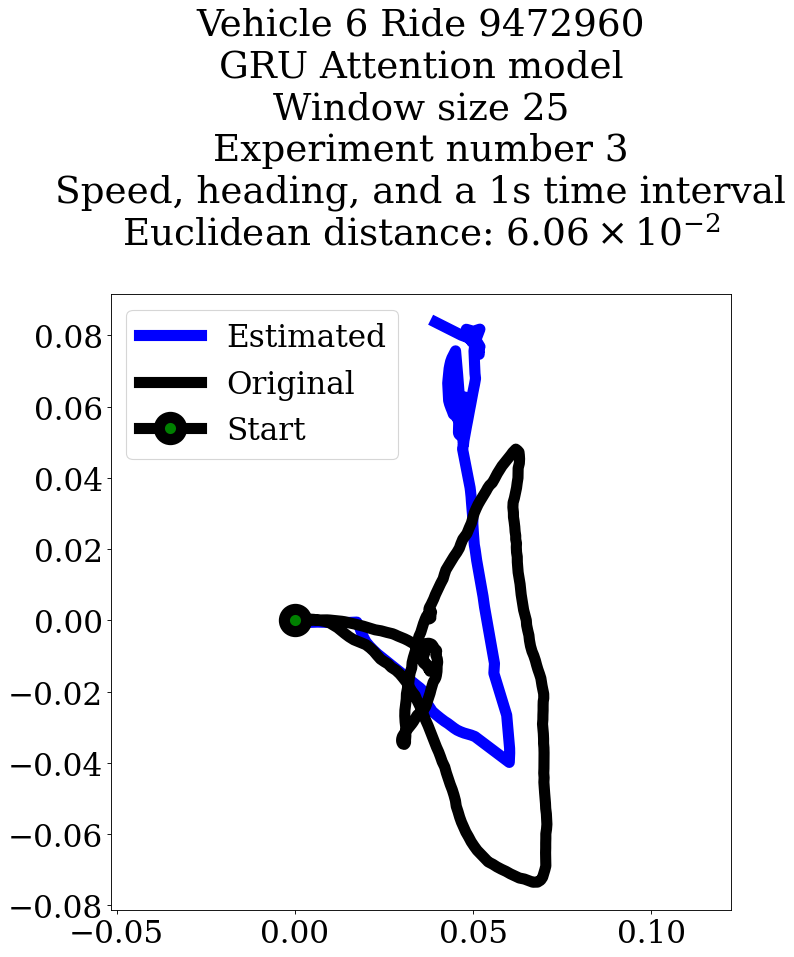 Vehicle 6 Ride 9472960
GRU Attention model
Window size 25
Experiment number 3
Speed, heading, and a 1s time interval
Euclidean distance: 6.06 × 10⁻²
Estimated
Original
Start
0.08
0.06
0.04
0.02
0.00
−0.02
−0.04
−0.06
−0.08
−0.05 0.00 0.05 0.10